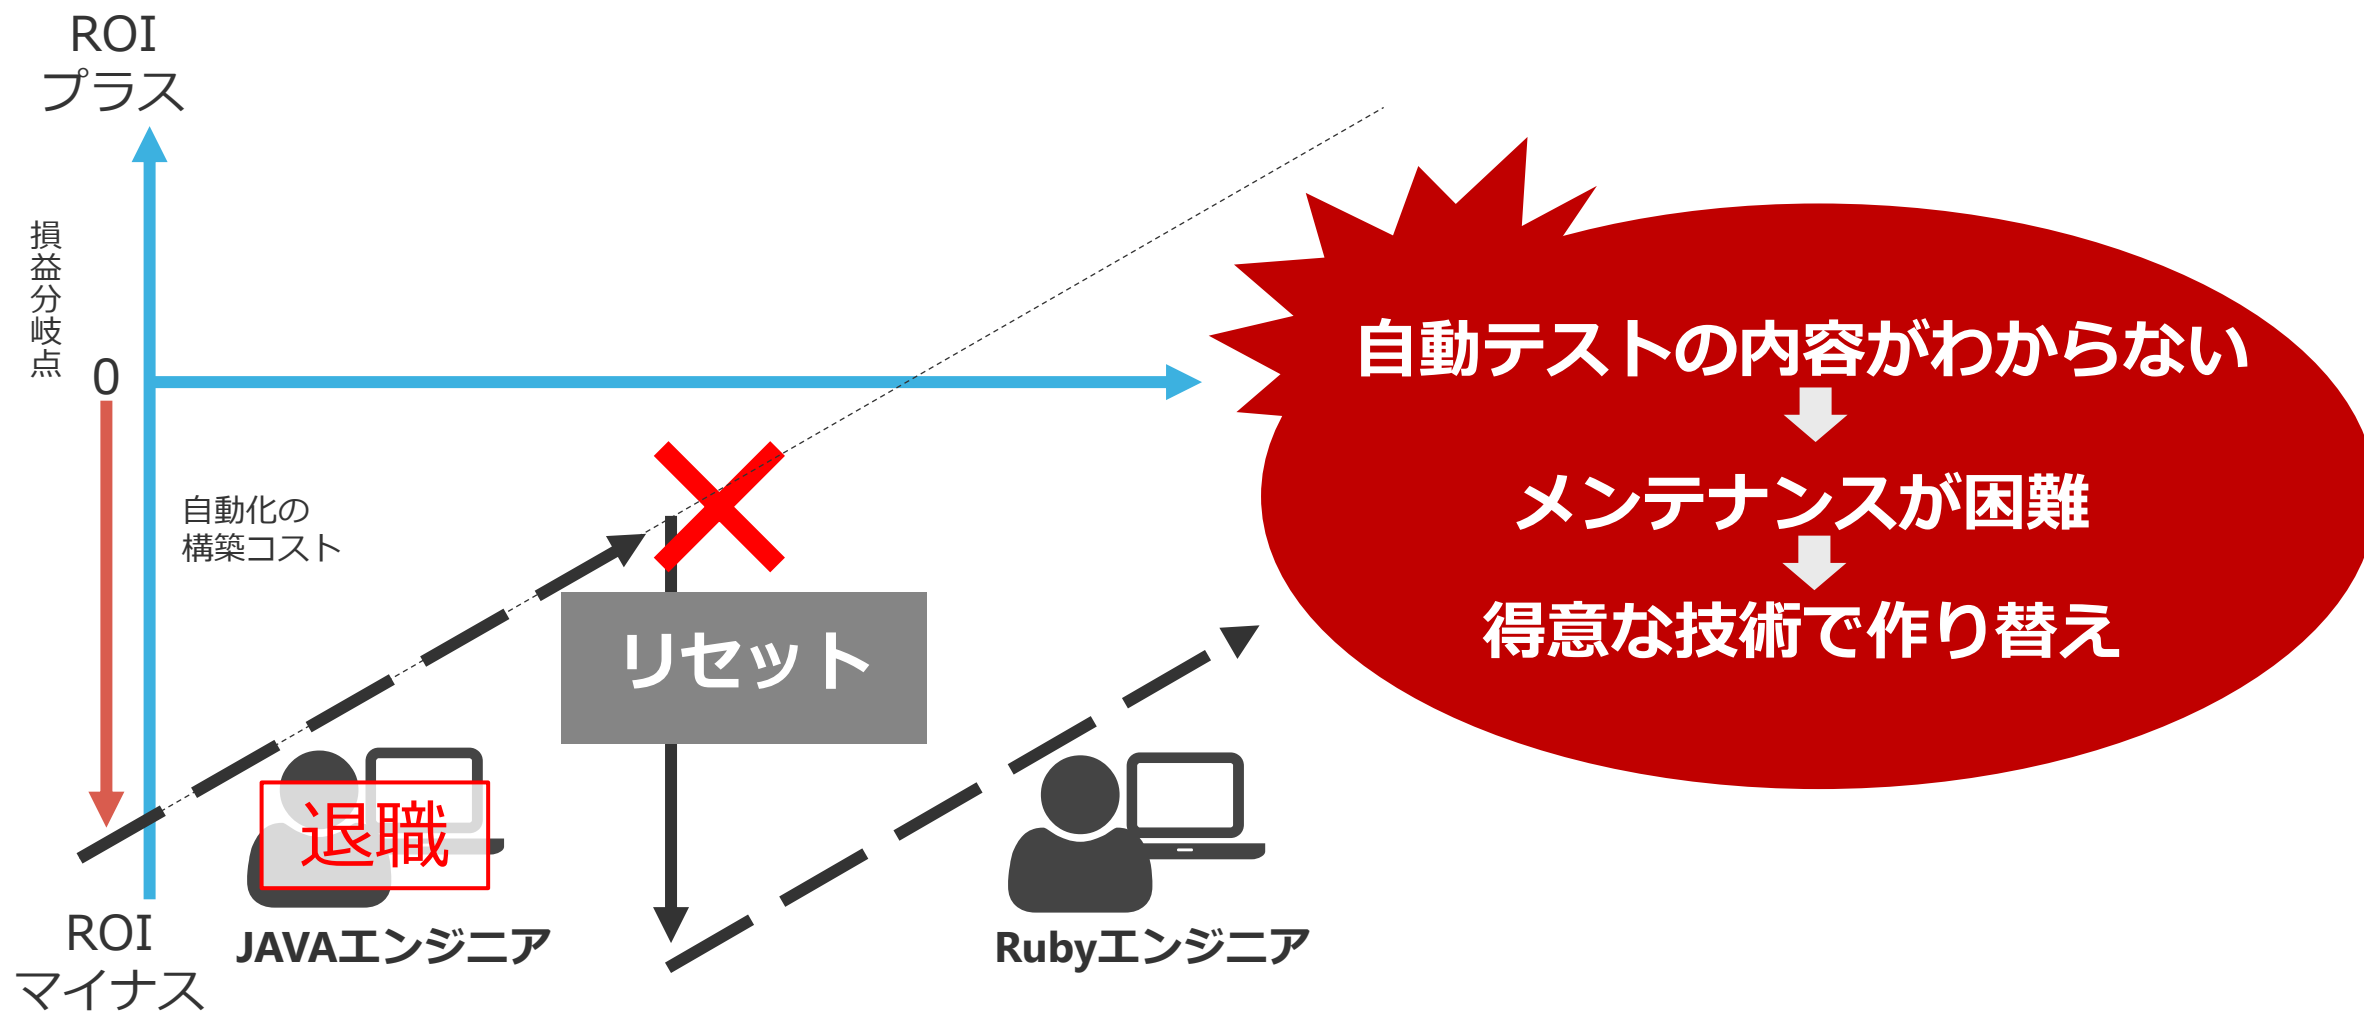 ROI
プラス
損益分岐点
0
自動化の
構築コスト
リセット
退職
JAVAエンジニア
Rubyエンジニア
ROI
マイナス
自動テストの内容がわからない
メンテナンスが困難
得意な技術で作り替え